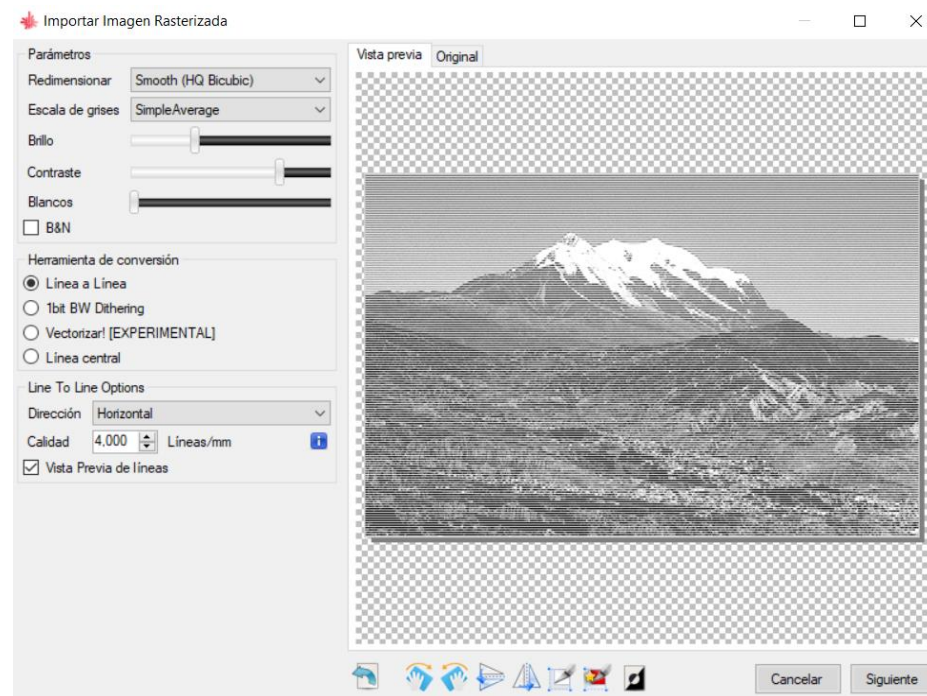 Importar Imagen Rasterizada
Parámetros
Redimensionar Smooth (HQ Bicubic)
Escala de grises SimpleAverage
Brillo
Contraste
Blancos
B&N
Herramienta de conversión
Línea a Línea
1bit BW Dithering
Vectorizar! [EXPERIMENTAL]
Línea central
Line To Line Options
Dirección Horizontal
Calidad 4,000 Líneas/mm
Vista Previa de líneas
Vista previa Original
Cancelar Siguiente